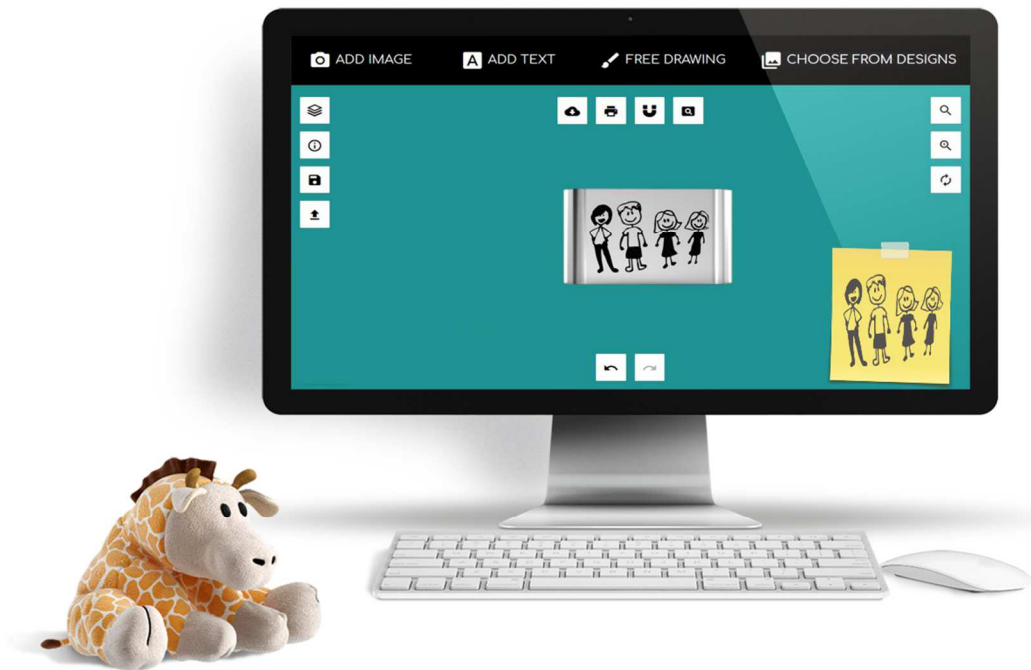 ADD IMAGE
A ADD TEXT
FREE DRAWING
CHOOSE FROM DESIGNS